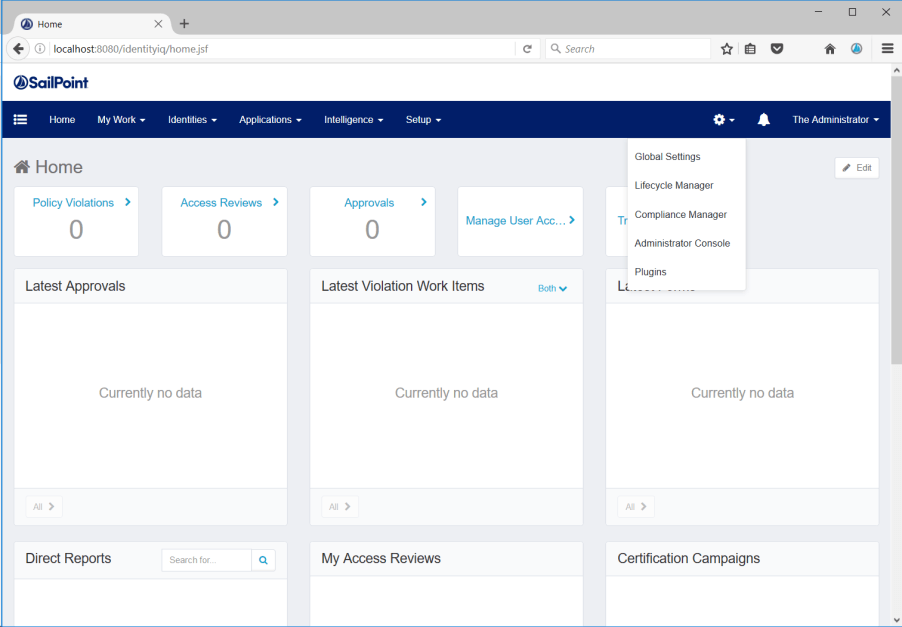 Home
localhost:8080/identityiq/home.jsf
Search
SailPoint
Home My Work Identities Applications Intelligence Setup The Administrator
Global Settings
Lifecycle Manager
Compliance Manager
Administrator Console
Plugins
Home
Edit
Policy Violations
0
Access Reviews
0
Approvals
0
Manage User Acc...
Tr
Latest Approvals
Currently no data
All
Latest Violation Work Items
Both
Currently no data
All
Currently no data
All
Direct Reports
Search for...
My Access Reviews
Certification Campaigns